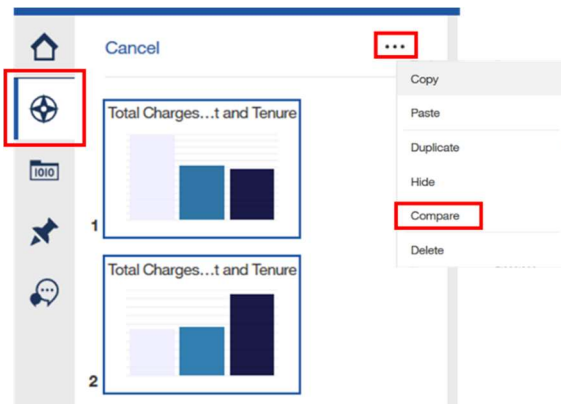 Cancel
...
Copy
Paste
Duplicate
Hide
Compare
Delete
Total Charges...t and Tenure
1
Total Charges...t and Tenure
2
1010